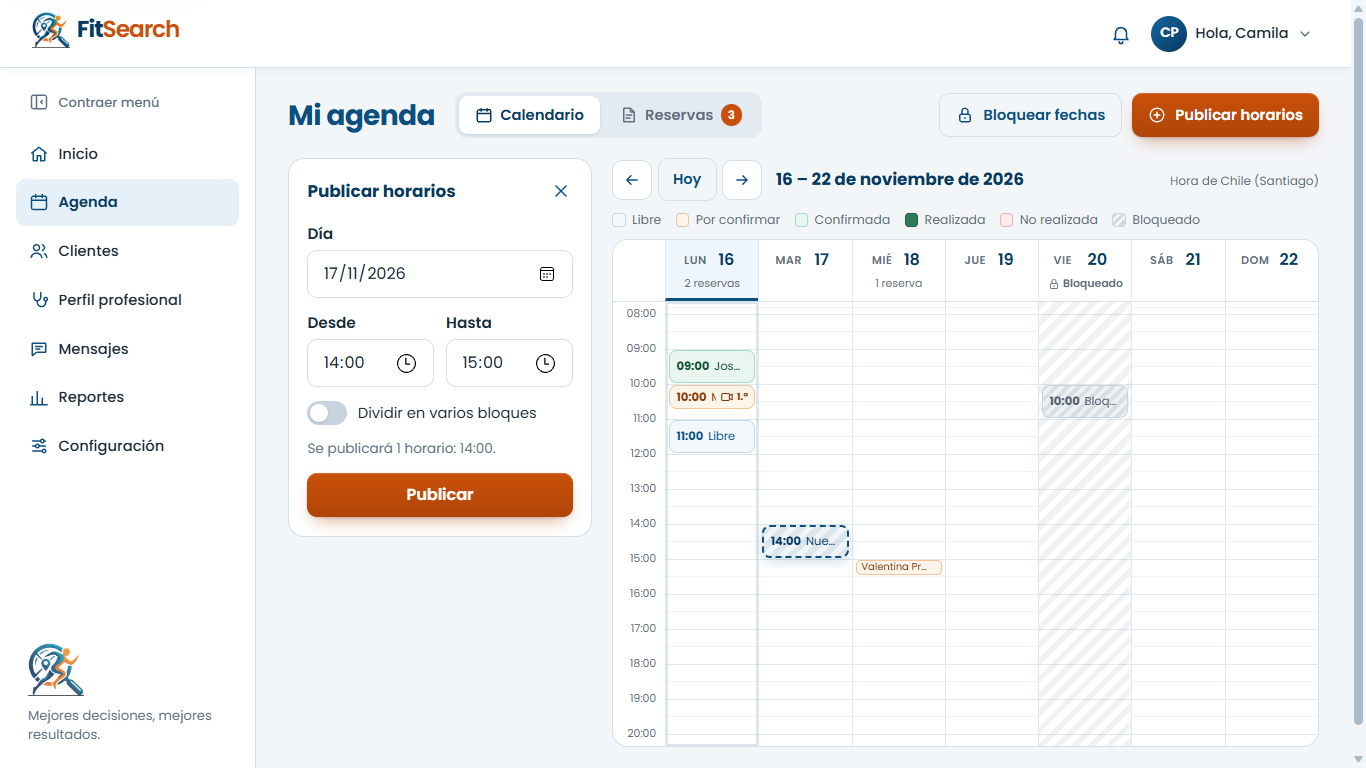 FitSearch
CP Hola, Camila
Contraer menú
Inicio
Agenda
Clientes
Perfil profesional
Mensajes
Reportes
Configuración
Mejores decisiones, mejores
resultados.
Mi agenda
Calendario
Reservas 3
Bloquear fechas
Publicar horarios
Publicar horarios
Día
17/11/2026
Desde Hasta
14:00 15:00
Dividir en varios bloques
Se publicará 1 horario: 14:00.
Publicar
Hoy
16 – 22 de noviembre de 2026
Hora de Chile (Santiago)
Libre Por confirmar Confirmada Realizada No realizada Bloqueado
LUN 16 MAR 17 MIÉ 18 JUE 19 VIE 20 SÁB 21 DOM 22
2 reservas 1 reserva Bloqueado
08:00
09:00
09:00 Jos...
10:00
10:00 1.ª
10:00 Bloq...
11:00
11:00 Libre
12:00
13:00
14:00
14:00 Nue...
15:00
Valentina Pr...
16:00
17:00
18:00
19:00
20:00